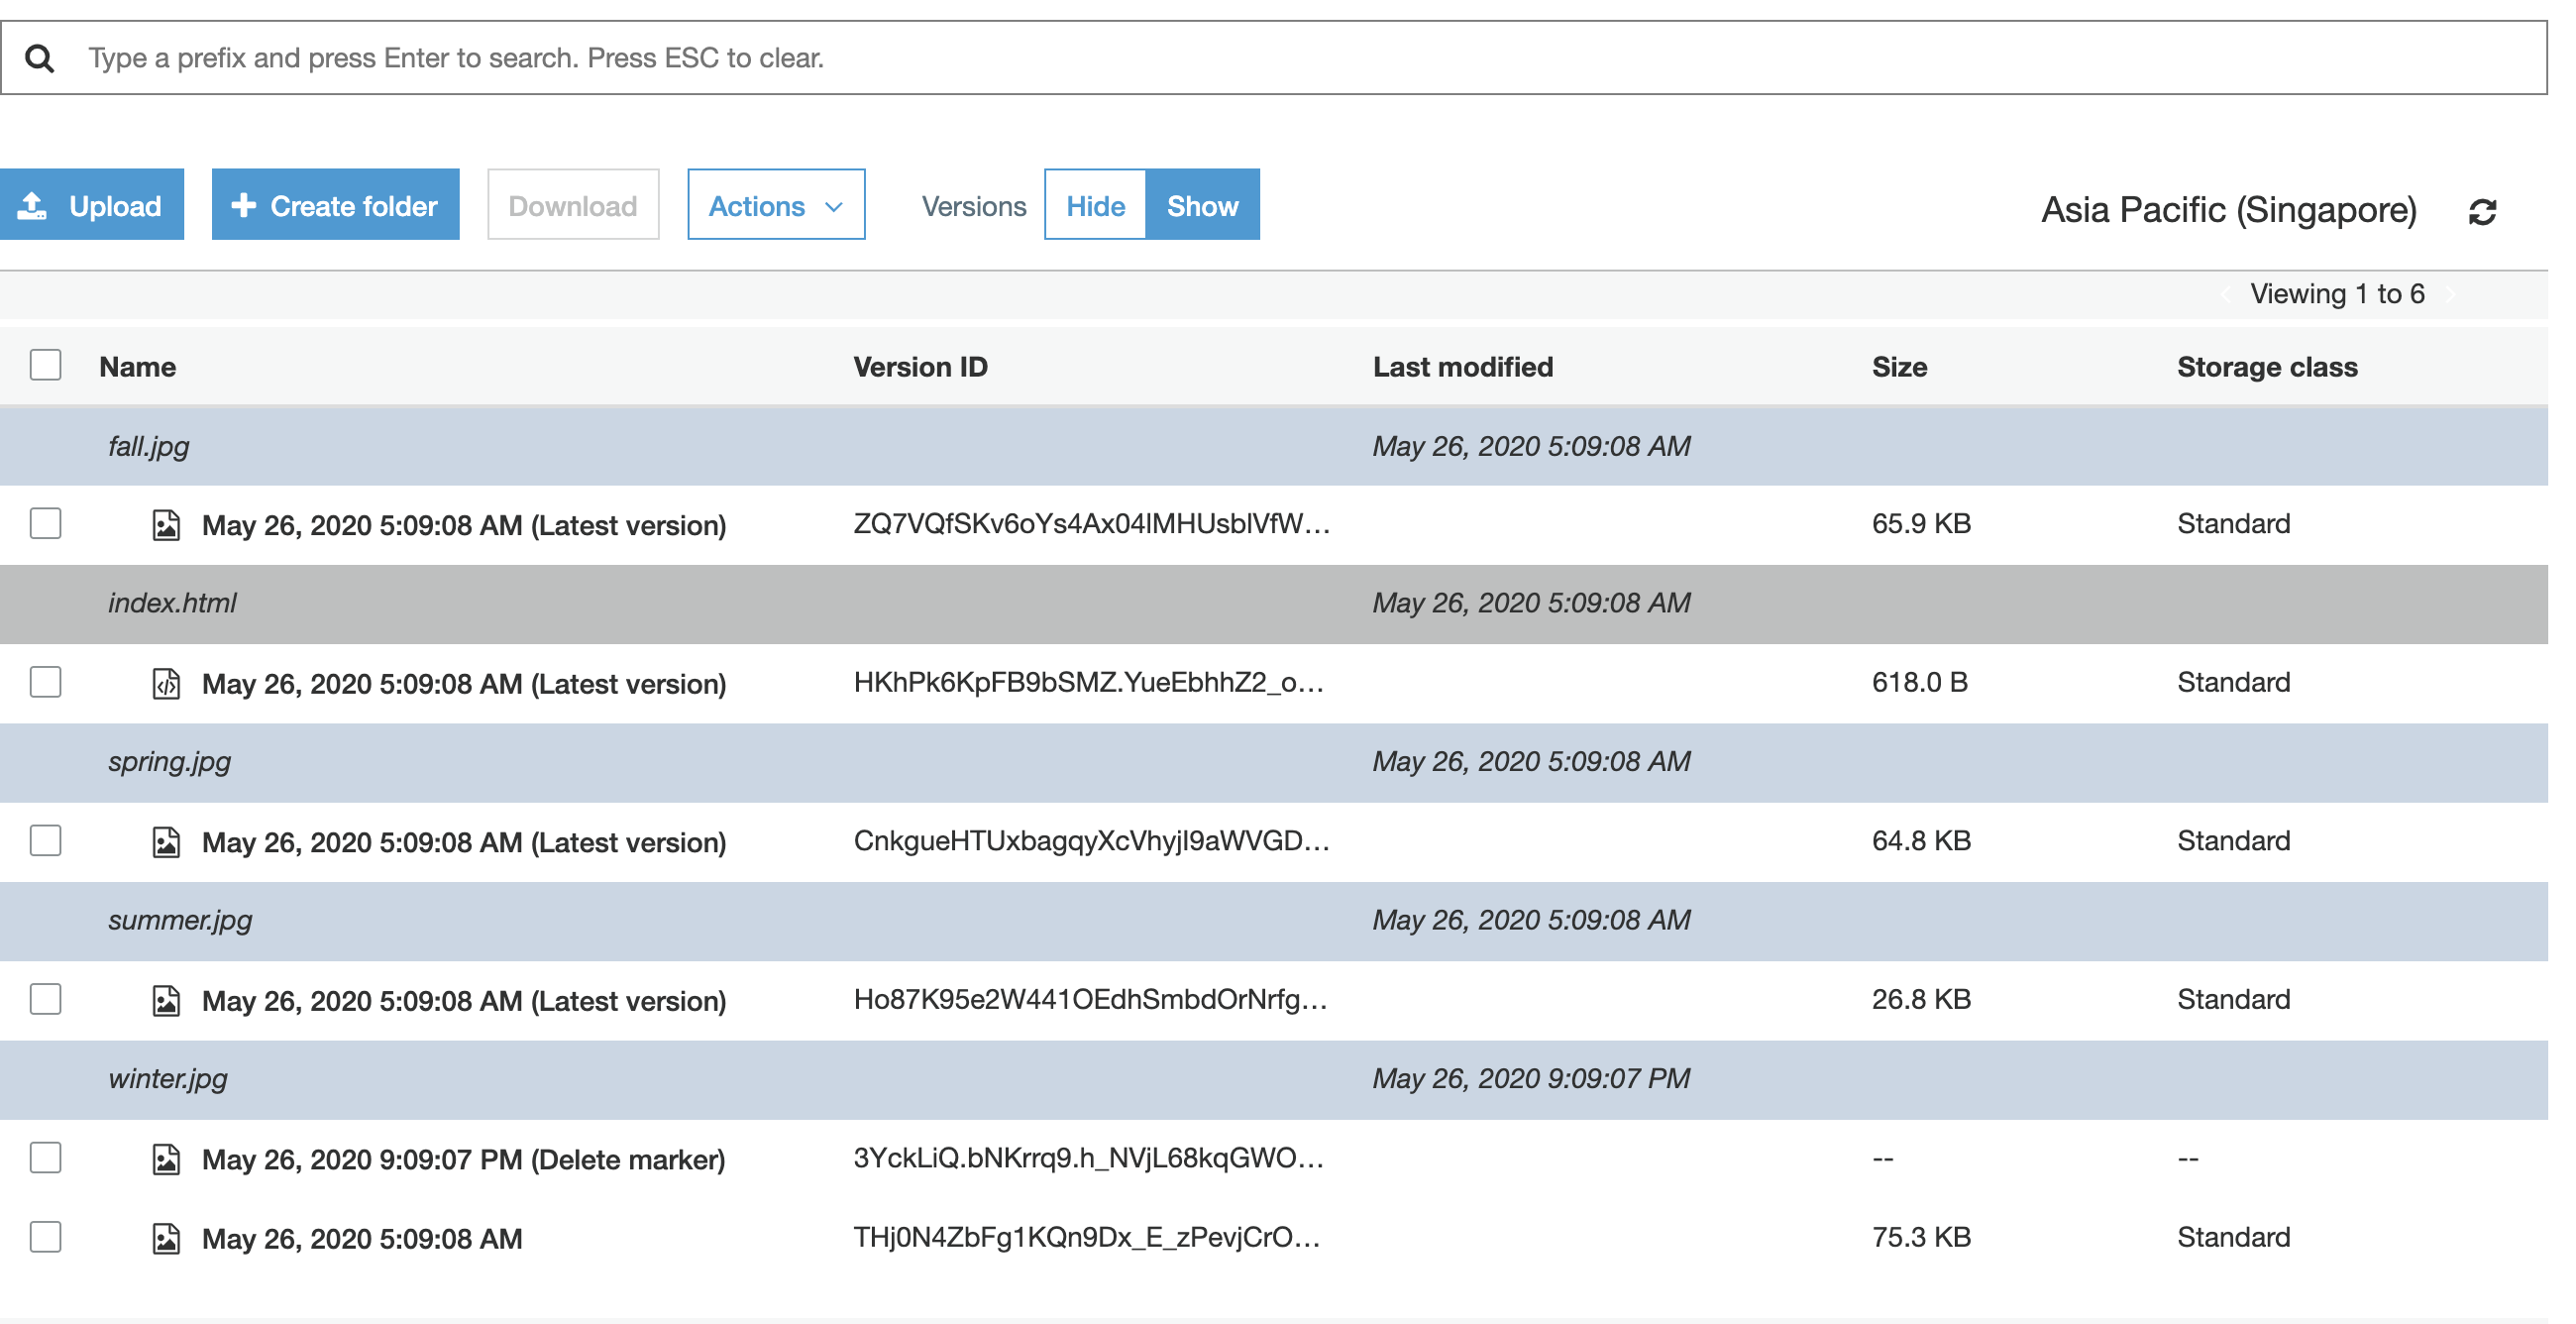 Type a prefix and press Enter to search. Press ESC to clear.
Upload Create folder Download Actions Versions Hide Show Asia Pacific (Singapore)
Viewing 1 to 6
Name Version ID Last modified Size Storage class
fall.jpg May 26, 2020 5:09:08 AM
May 26, 2020 5:09:08 AM (Latest version) ZQ7VQfSKv6oYs4Ax04lMHUsblVfW... 65.9 KB Standard
index.html May 26, 2020 5:09:08 AM
May 26, 2020 5:09:08 AM (Latest version) HKhPk6KpFB9bSMZ.YueEbhhZ2_o... 618.0 B Standard
spring.jpg May 26, 2020 5:09:08 AM
May 26, 2020 5:09:08 AM (Latest version) CnkgueHTUxbagqyXcVhyjI9aWVGD... 64.8 KB Standard
summer.jpg May 26, 2020 5:09:08 AM
May 26, 2020 5:09:08 AM (Latest version) Ho87K95e2W441OEdhSmbdOrNrfg... 26.8 KB Standard
winter.jpg May 26, 2020 9:09:07 PM
May 26, 2020 9:09:07 PM (Delete marker) 3YckLiQ.bNKrrq9.h_NVjL68kqGWO... -- --
May 26, 2020 5:09:08 AM THj0N4ZbFg1KQn9Dx_E_zPevjCrO... 75.3 KB Standard